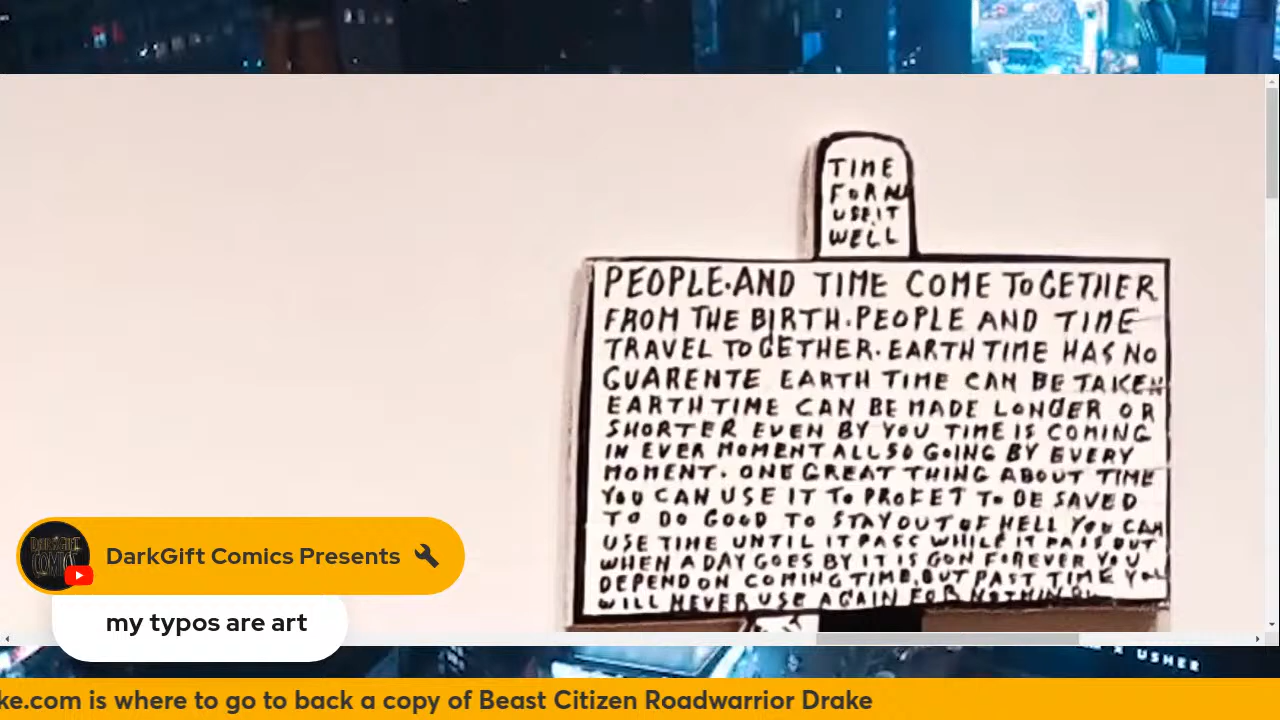 TIME
FOR ALL
USE IT
WELL
PEOPLE. AND TIME COME TOGETHER
FROM THE BIRTH. PEOPLE AND TIME
TRAVEL TOGETHER. EARTH TIME HAS NO
GUARENTE EARTH TIME CAN BE TAKEN
EARTH TIME CAN BE MADE LONGER OR
SHORTER EVEN BY YOU TIME IS COMING
IN EVER MOMENT ALLSO GOING BY EVERY
MOMENT. ONE GREAT THING ABOUT TIME
YOU CAN USE IT TO PROFET TO BE SAVED
TO DO GOOD TO STAY OUT OF HELL YOU CAN
USE TIME UNTIL IT PASS WHILE IT PASS BUT
WHEN A DAY GOES BY IT IS GON FOREVER YOU
DEPEND ON COMING TIME. BUT PAST TIME YOU
WILL NEVER USE AGAIN FOR
DARKGIFT
COMICS
DarkGift Comics Presents
my typos are art
X USHER
ke.com is where to go to back a copy of Beast Citizen Roadwarrior Drake